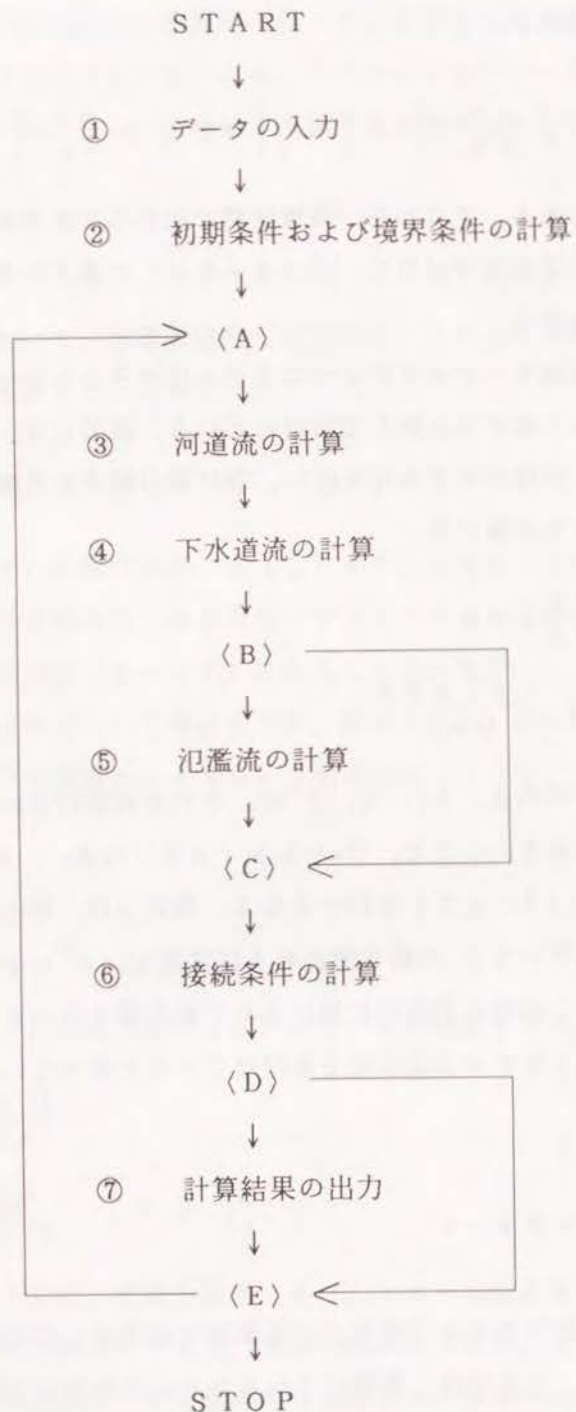 START
↓
① データの入力
↓
② 初期条件および境界条件の計算
↓
〈A〉
↓
③ 河道流の計算
↓
④ 下水道流の計算
↓
〈B〉
↓
⑤ 氾濫流の計算
↓
〈C〉
↓
⑥ 接続条件の計算
↓
〈D〉
↓
⑦ 計算結果の出力
↓
〈E〉
↓
STOP